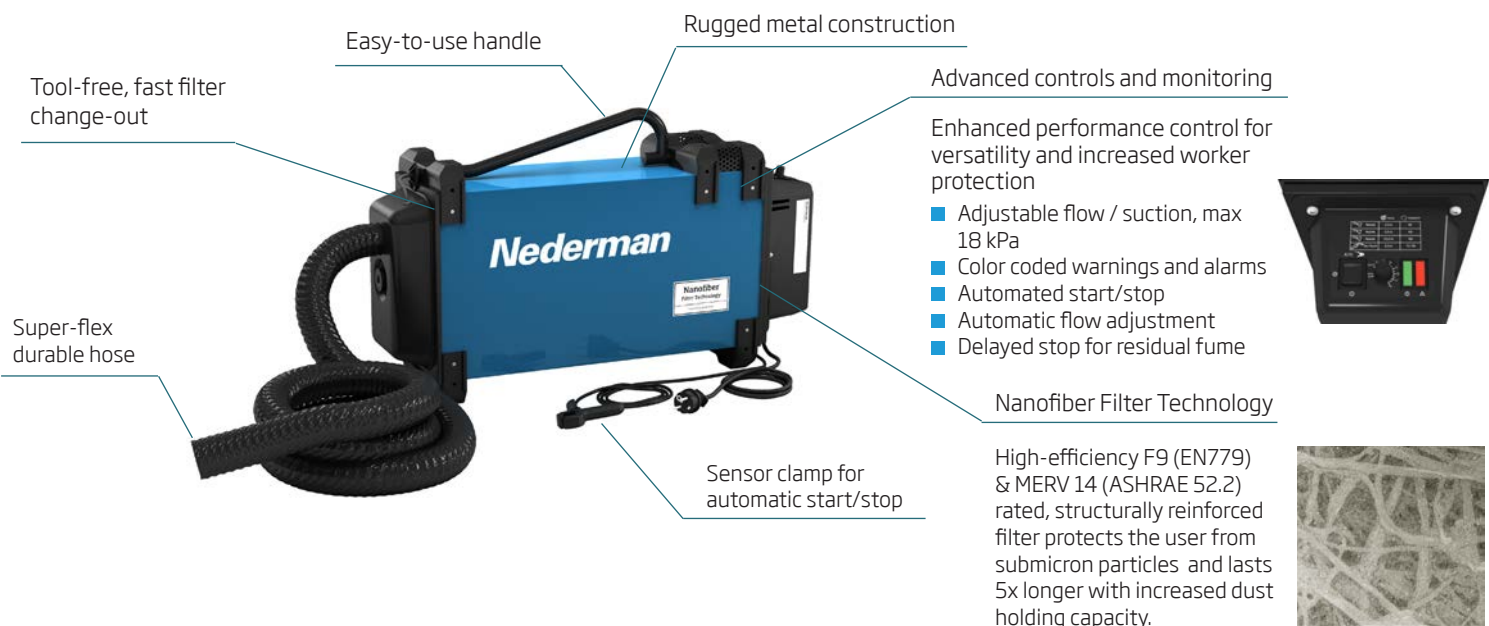 Easy-to-use handle
Rugged metal construction
Tool-free, fast filter
change-out
Advanced controls and monitoring
Enhanced performance control for
versatility and increased worker
protection
Adjustable flow / suction, max
18 kPa
Color coded warnings and alarms
Automated start/stop
Automatic flow adjustment
Delayed stop for residual fume
Nederman
Nanofiber
Filter Technology
Super-flex
durable hose
Sensor clamp for
automatic start/stop
Nanofiber Filter Technology
High-efficiency F9 (EN779)
& MERV 14 (ASHRAE 52.2)
rated, structurally reinforced
filter protects the user from
submicron particles and lasts
5x longer with increased dust
holding capacity.